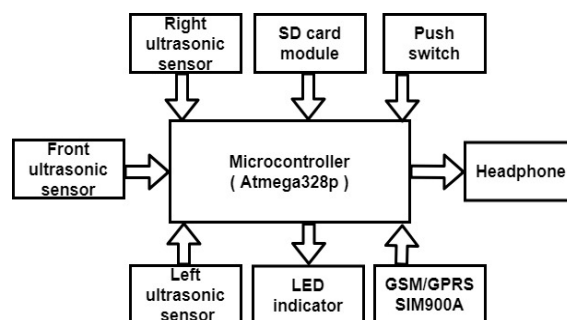 Right
ultrasonic
sensor
SD card
module
Push
switch
Front
ultrasonic
sensor
Microcontroller
( Atmega328p )
Headphone
Left
ultrasonic
sensor
LED
indicator
GSM/GPRS
SIM900A